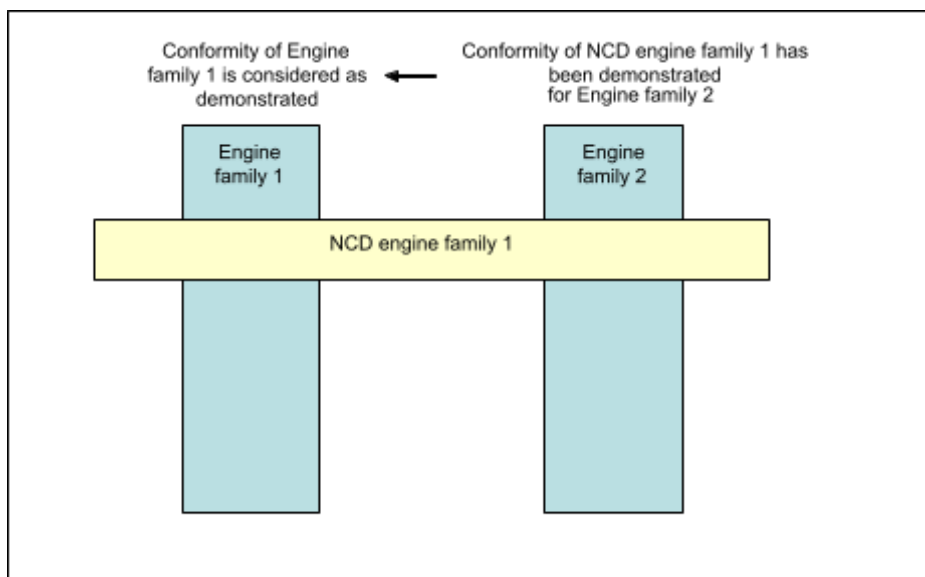 Conformity of Engine
family 1 is considered as
demonstrated
Conformity of NCD engine family 1 has
been demonstrated
for Engine family 2
Engine
family 1
Engine
family 2
NCD engine family 1